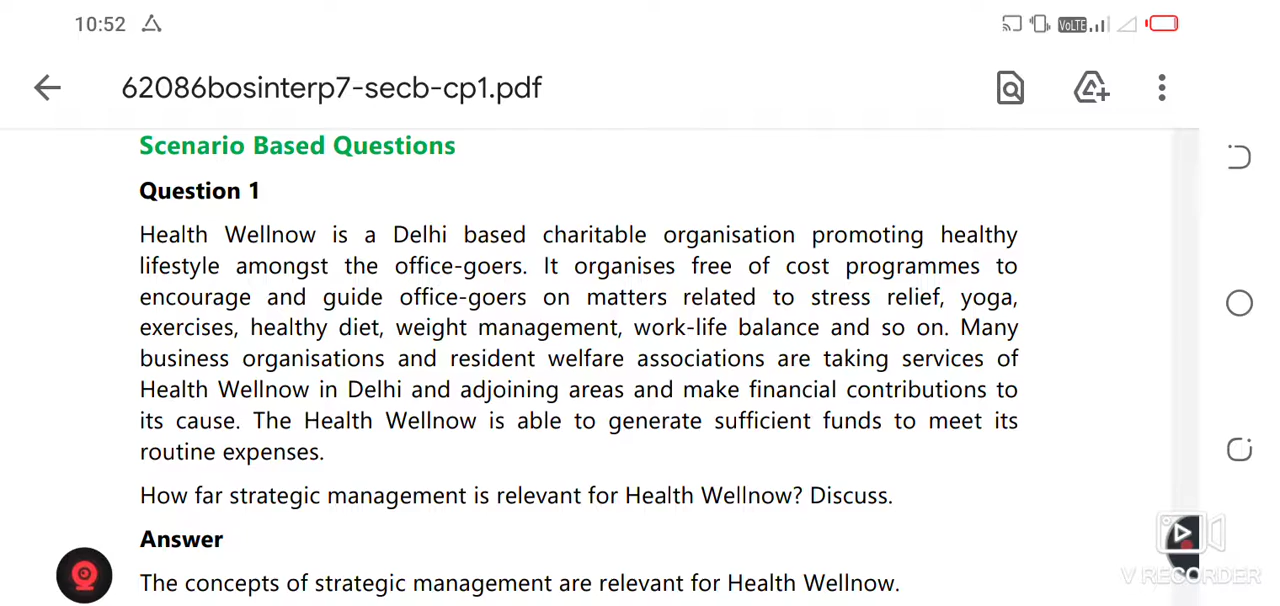 10:52 VoLTE
62086bosinterp7-secb-cp1.pdf
Scenario Based Questions
Question 1
Health Wellnow is a Delhi based charitable organisation promoting healthy
lifestyle amongst the office-goers. It organises free of cost programmes to
encourage and guide office-goers on matters related to stress relief, yoga,
exercises, healthy diet, weight management, work-life balance and so on. Many
business organisations and resident welfare associations are taking services of
Health Wellnow in Delhi and adjoining areas and make financial contributions to
its cause. The Health Wellnow is able to generate sufficient funds to meet its
routine expenses.
How far strategic management is relevant for Health Wellnow? Discuss.
Answer
The concepts of strategic management are relevant for Health Wellnow.
V RECORDER